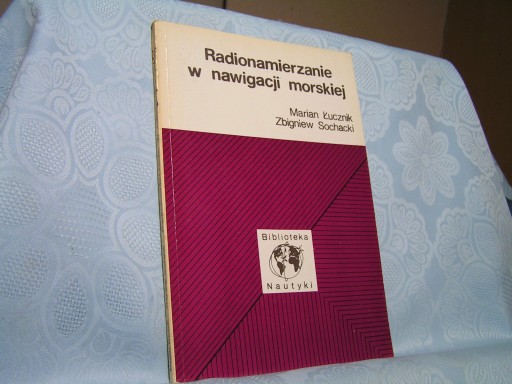 Radionamierzanie
w nawigacji morskiej
Marian Łucznik
Zbigniew Sochacki
Biblioteka
Nautyki